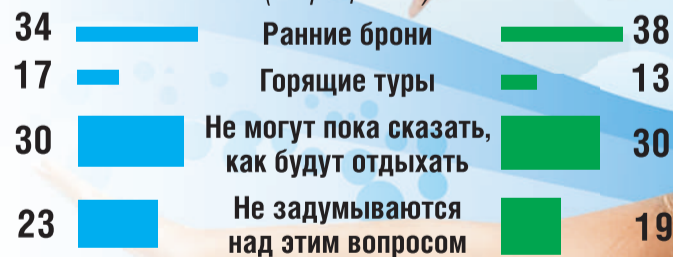 34 Ранние брони 38
17 Горящие туры 13
30 Не могут пока сказать, 30
как будут отдыхать
23 Не задумываются 19
над этим вопросом